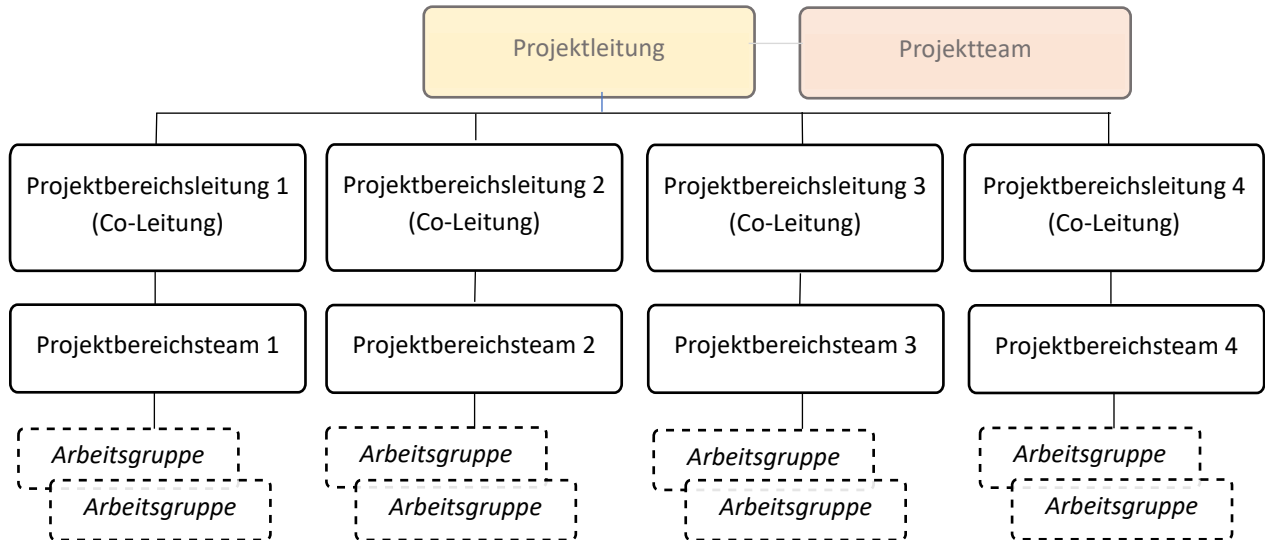 Projektleitung
Projektteam
Projektbereichsleitung 1
(Co-Leitung)
Projektbereichsleitung 2
(Co-Leitung)
Projektbereichsleitung 3
(Co-Leitung)
Projektbereichsleitung 4
(Co-Leitung)
Projektbereichsteam 1
Projektbereichsteam 2
Projektbereichsteam 3
Projektbereichsteam 4
Arbeitsgruppe
Arbeitsgruppe
Arbeitsgruppe
Arbeitsgruppe
Arbeitsgruppe
Arbeitsgruppe
Arbeitsgruppe
Arbeitsgruppe